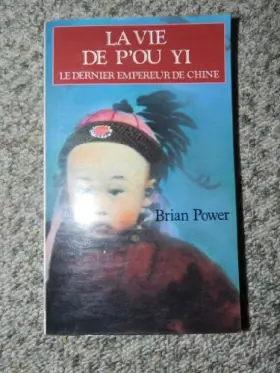 LA VIE
DE P'OU YI
LE DERNIER EMPEREUR DE CHINE
Brian Power